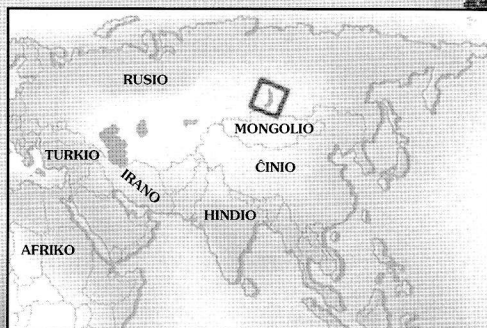 RUSIO
MONGOLIO
TURKIO
ĈINIO
IRANO
HINDIO
AFRIKO